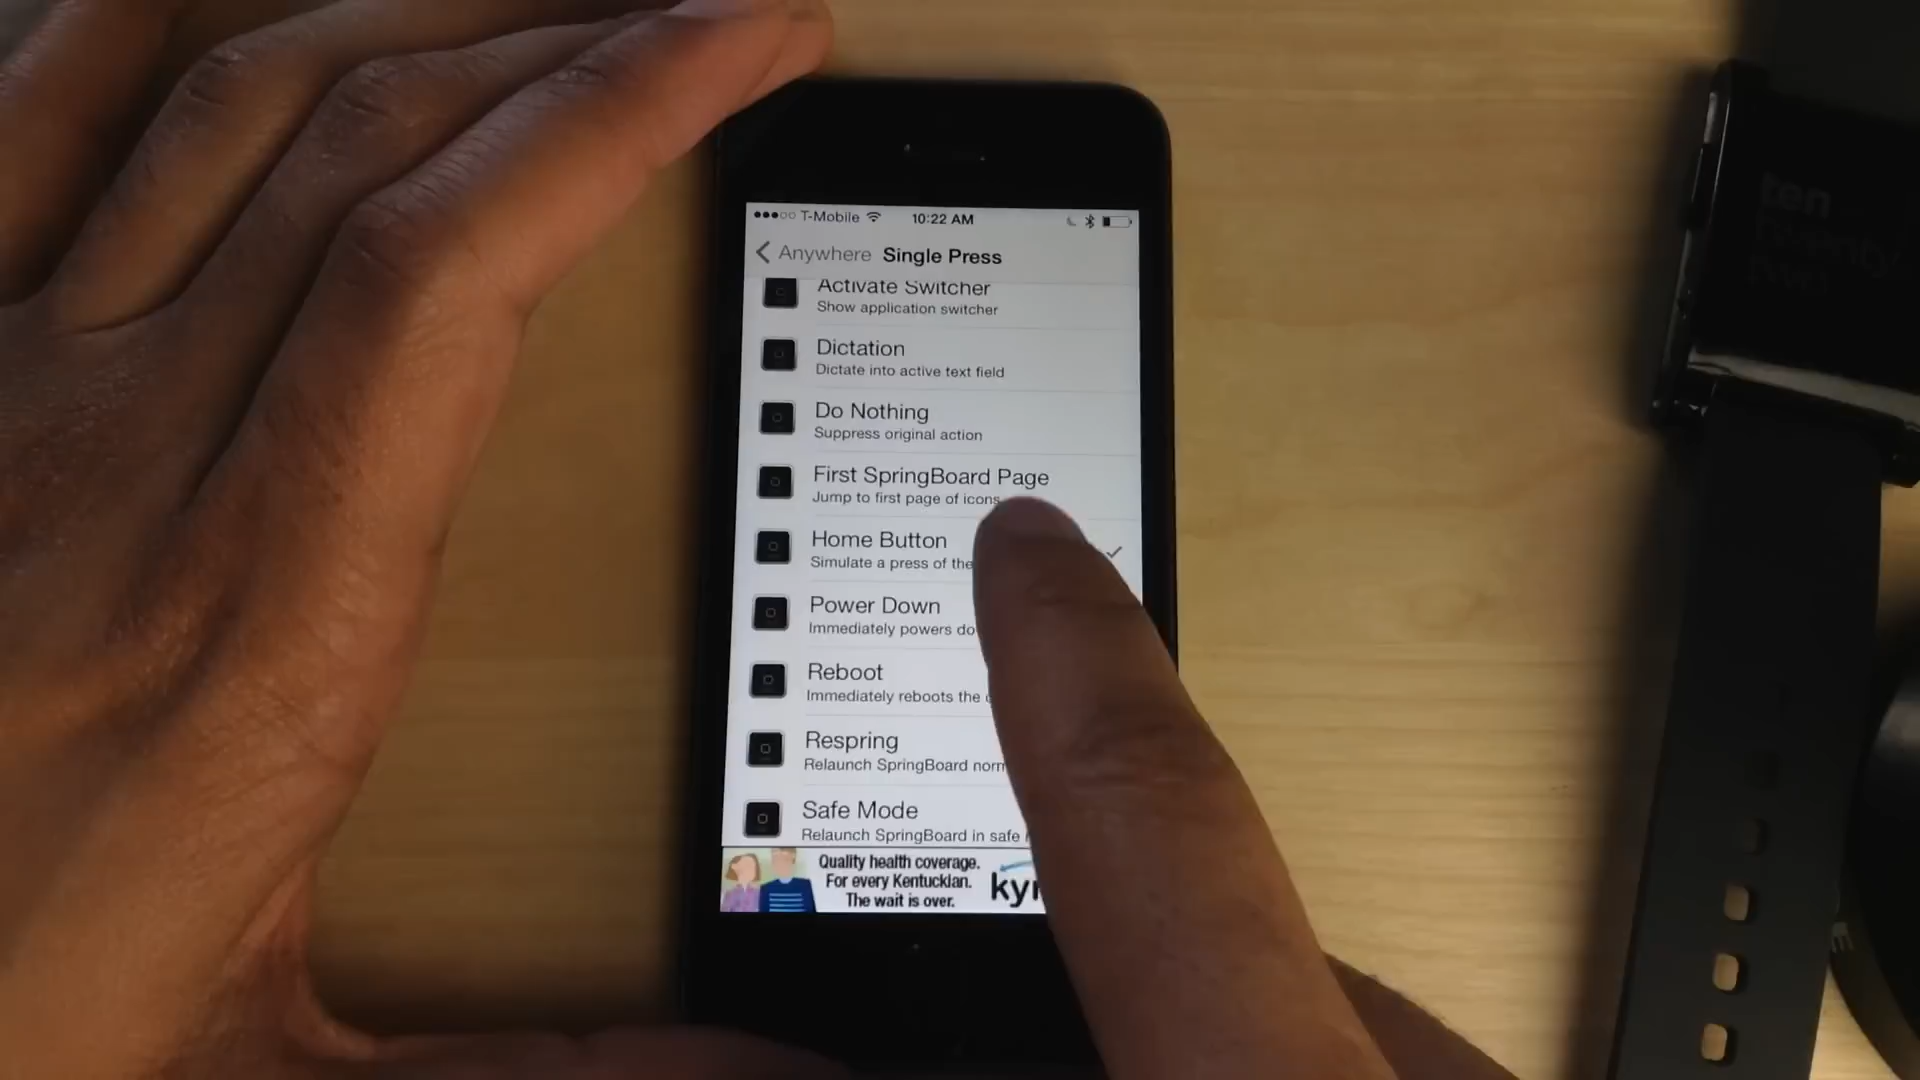 T-Mobile 10:22 AM
Anywhere Single Press
Activate Switcher
Show application switcher
Dictation
Dictate into active text field
Do Nothing
Suppress original action
First SpringBoard Page
Jump to first page of icons
Home Button
Simulate a press of the
Power Down
Immediately powers do
Reboot
Immediately reboots the
Respring
Relaunch SpringBoard norm
Safe Mode
Relaunch SpringBoard in safe
Quality health coverage.
For every Kentuckian.
The wait is over.
ky
ten